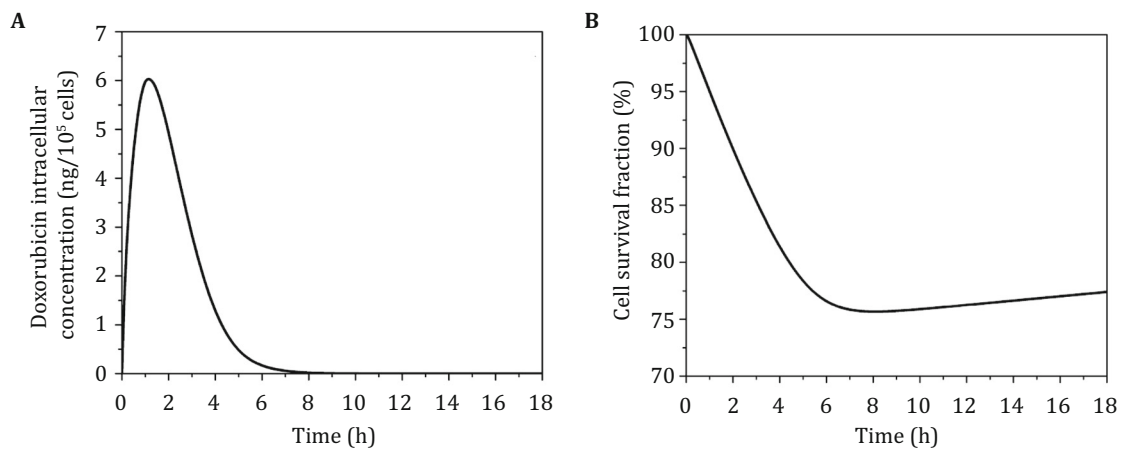 A
Doxorubicin intracellular
concentration (ng/10⁵ cells)
7
6
5
4
3
2
1
0
0 2 4 6 8 10 12 14 16 18
Time (h)
B
Cell survival fraction (%)
100
95
90
85
80
75
70
0 2 4 6 8 10 12 14 16 18
Time (h)